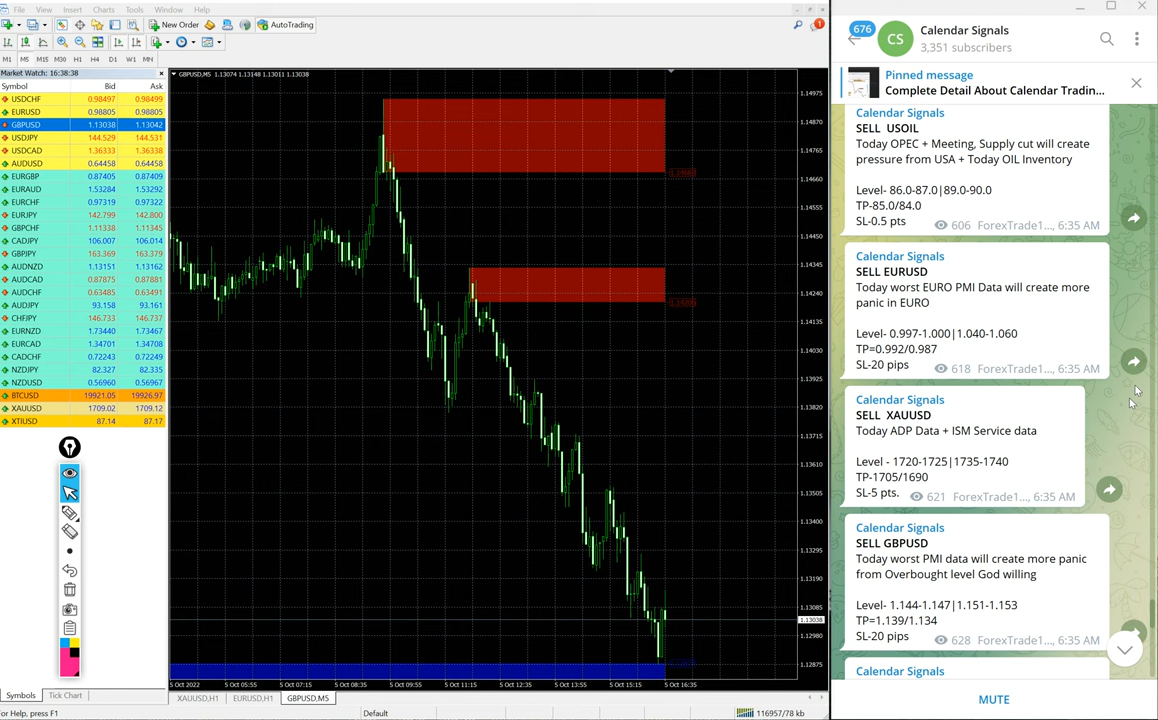 File View Insert Charts Tools Window Help
New Order AutoTrading
1
M1 M5 M15 M30 H1 H4 D1 W1 MN
Market Watch: 16:38:38
Symbol Bid Ask
USDCHF 0.98497 0.98499
EURUSD 0.98805 0.98805
GBPUSD 1.13038 1.13042
USDJPY 144.529 144.531
USDCAD 1.36333 1.36338
AUDUSD 0.64458 0.64458
EURGBP 0.87405 0.87409
EURAUD 1.53284 1.53292
EURCHF 0.97319 0.97322
EURJPY 142.799 142.800
GBPCHF 1.11338 1.11345
CADJPY 106.007 106.014
GBPJPY 163.369 163.379
AUDNZD 1.13151 1.13162
AUDCAD 0.87875 0.87881
AUDCHF 0.63485 0.63491
AUDJPY 93.158 93.161
CHFJPY 146.733 146.737
EURNZD 1.73440 1.73467
EURCAD 1.34701 1.34708
CADCHF 0.72243 0.72249
NZDJPY 82.327 82.335
NZDUSD 0.56960 0.56967
BTCUSD 19921.05 19926.97
XAUUSD 1709.02 1709.12
XTIUSD 87.14 87.17
Symbols Tick Chart
For Help, press F1
GBPUSD,M5 1.13074 1.13148 1.13011 1.13038
1.14975
1.14870
1.14765
1.14660
1.14555
1.14450
1.14345
1.14240
1.14135
1.14030
1.13925
1.13820
1.13715
1.13610
1.13505
1.13400
1.13295
1.13190
1.13085
1.13038
1.12980
1.12875
5 Oct 2022 5 Oct 05:55 5 Oct 07:15 5 Oct 08:35 5 Oct 09:55 5 Oct 11:15 5 Oct 12:35 5 Oct 13:55 5 Oct 15:15 5 Oct 16:35
XAUUSD,H1 EURUSD,H1 GBPUSD,M5
Default 116957/78 kb
676
CS
Calendar Signals
3,351 subscribers
Pinned message
Complete Detail About Calendar Tradin...
Calendar Signals
SELL USOIL
Today OPEC + Meeting, Supply cut will create
pressure from USA + Today OIL Inventory
Level- 86.0-87.0|89.0-90.0
TP-85.0/84.0
SL-0.5 pts 606 ForexTrade1..., 6:35 AM
Calendar Signals
SELL EURUSD
Today worst EURO PMI Data will create more
panic in EURO
Level- 0.997-1.000|1.040-1.060
TP=0.992/0.987
SL-20 pips 618 ForexTrade1..., 6:35 AM
Calendar Signals
SELL XAUUSD
Today ADP Data + ISM Service data
Level - 1720-1725|1735-1740
TP-1705/1690
SL-5 pts. 621 ForexTrade1..., 6:35 AM
Calendar Signals
SELL GBPUSD
Today worst PMI data will create more panic
from Overbought level God willing
Level- 1.144-1.147|1.151-1.153
TP=1.139/1.134
SL-20 pips 628 ForexTrade1..., 6:35 AM
Calendar Signals
MUTE